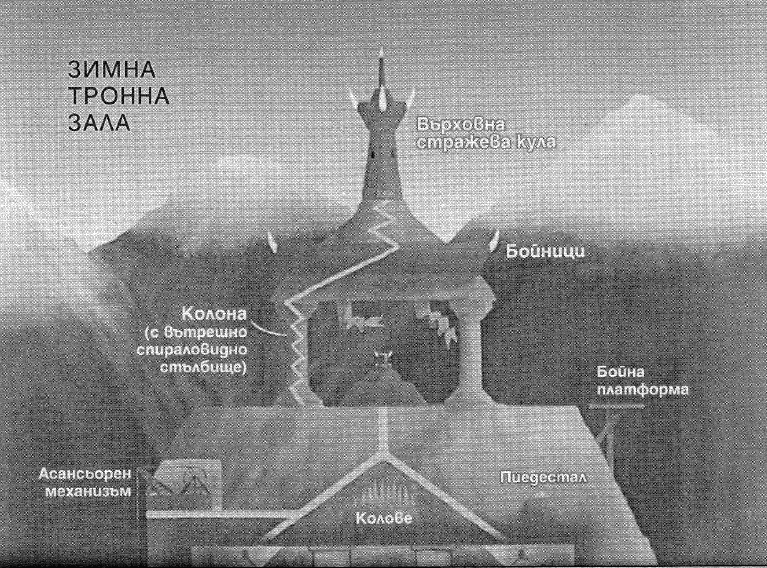 ЗИМНА
ТРОННА
ЗАЛА
Върховна
стражева кула
Бойници
Колона
(с вътрешно
спираловидно
стълбище)
Бойна
платформа
Асансьорен
механизъм
Пиедестал
Колове